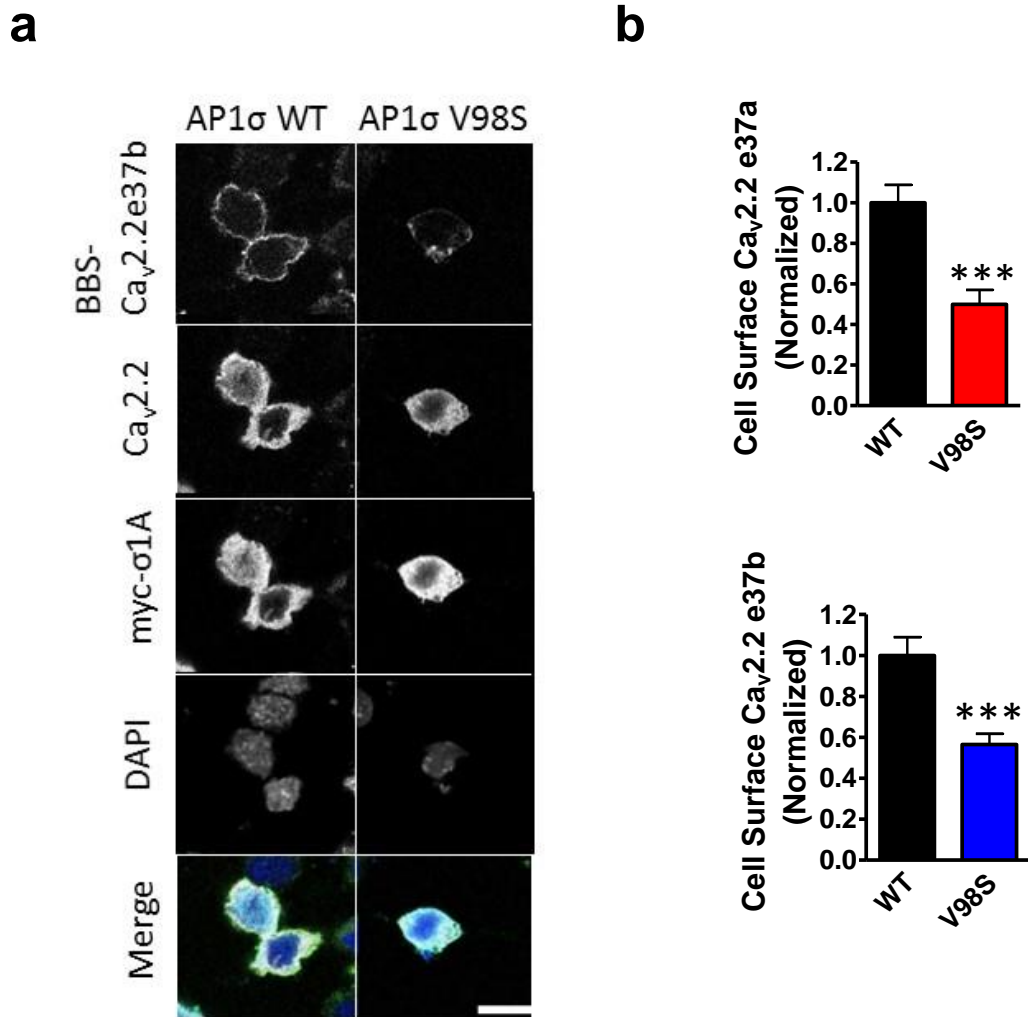 a
AP1σ WT AP1σ V98S
BBS-
Caᵥ2.2e37b
Caᵥ2.2
myc-σ1A
DAPI
Merge
b
Cell Surface Caᵥ2.2 e37a
(Normalized)
1.2
1.0
0.8
0.6
0.4
0.2
0.0
***
WT
V98S
Cell Surface Caᵥ2.2 e37b
(Normalized)
1.2
1.0
0.8
0.6
0.4
0.2
0.0
***
WT
V98S